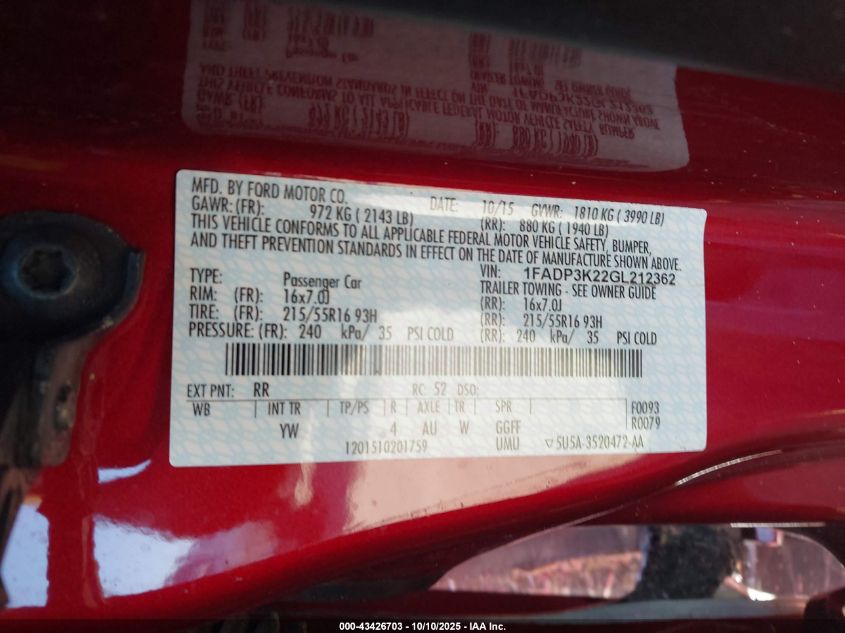 MFD. BY FORD MOTOR CO. DATE: 10/15 GVWR: 1810 KG ( 3990 LB)
GAWR: (FR): 972 KG ( 2143 LB) (RR): 880 KG ( 1940 LB)
THIS VEHICLE CONFORMS TO ALL APPLICABLE FEDERAL MOTOR VEHICLE SAFETY, BUMPER,
AND THEFT PREVENTION STANDARDS IN EFFECT ON THE DATE OF MANUFACTURE SHOWN ABOVE.
VIN: 1FADP3K22GL212362
TYPE: Passenger Car TRAILER TOWING - SEE OWNER GUIDE
RIM: (FR): 16x7.0J (RR): 16x7.0J
TIRE: (FR): 215/55R16 93H (RR): 215/55R16 93H
PRESSURE: (FR): 240 kPa/ 35 PSI COLD (RR): 240 kPa/ 35 PSI COLD
EXT PNT: RR RC: 52 DSO:
WB INT TR TP/PS R AXLE TR SPR F0093
YW 4 AU W GGFF R0079
1201510201759 UMU 5U5A-3520472-AA
000-43426703 - 10/10/2025 - IAA Inc.